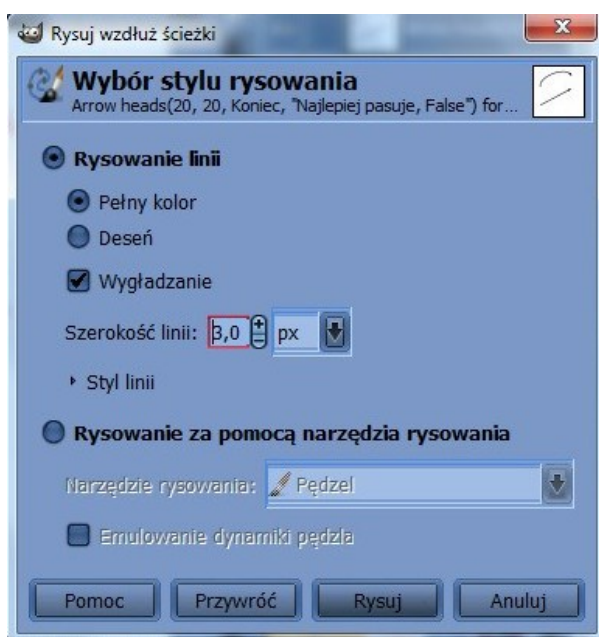 Rysuj wzdłuż ścieżki
Wybór stylu rysowania
Arrow heads(20, 20, Koniec, "Najlepiej pasuje, False") for...
Rysowanie linii
Pełny kolor
Deseń
Wygładzanie
Szerokość linii: 3,0 px
Styl linii
Rysowanie za pomocą narzędzia rysowania
Narzędzie rysowania: Pędzel
Emulowanie dynamiki pędzla
Pomoc Przywróć Rysuj Anuluj